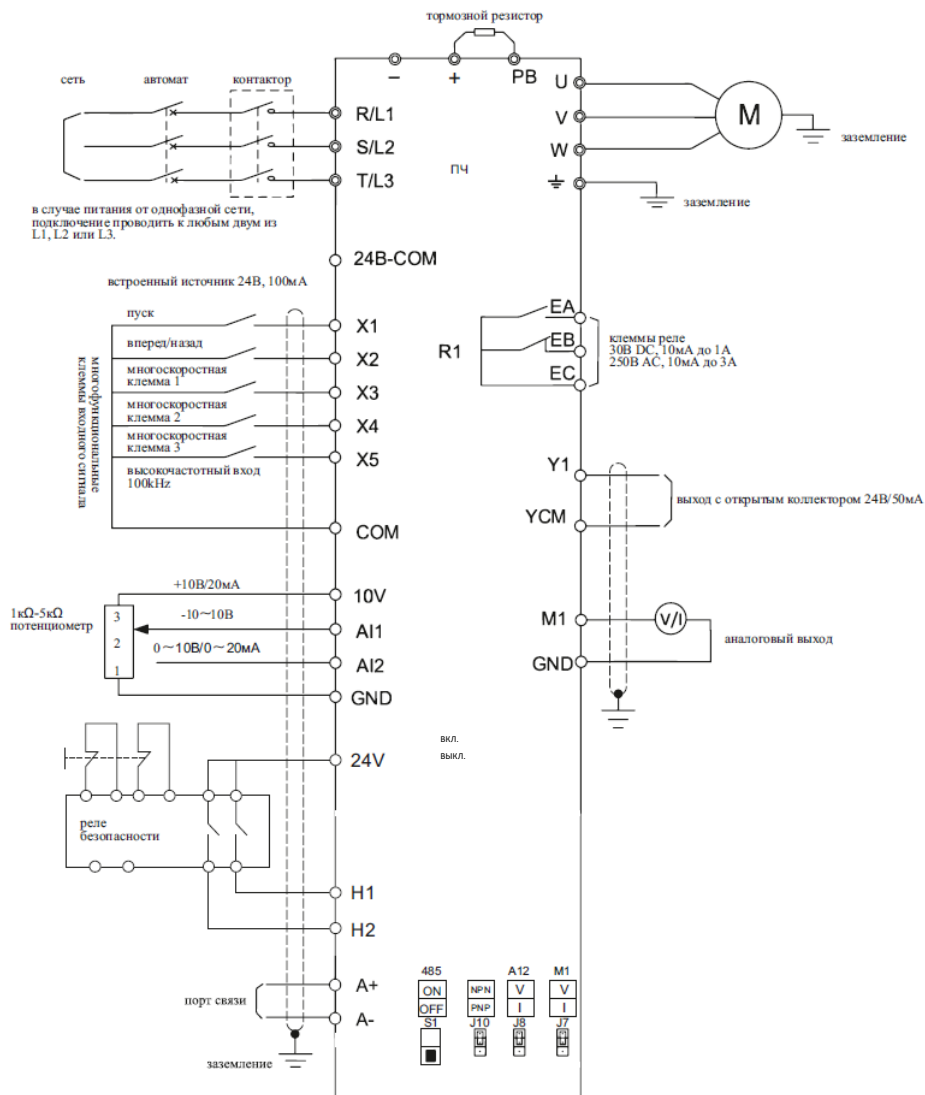 тормозной резистор
−
+
PB
сеть
автомат
контактор
R/L1
S/L2
T/L3
U
V
W
M
ПЧ
заземление
заземление
в случае питания от однофазной сети,
подключение проводить к любым двум из
L1, L2 или L3.
24В-COM
встроенный источник 24В, 100мА
пуск
X1
вперед/назад
X2
многоскоростная
клемма 1
X3
многоскоростная
клемма 2
X4
многоскоростная
клемма 3
X5
высокочастотный вход
100kHz
COM
многофункциональные
клеммы входного сигнала
R1
EA
EB
EC
клеммы реле
30В DC, 10мА до 1А
250В AC, 10мА до 3А
Y1
YCM
выход с открытым коллектором 24В/50мА
+10В/20мА
10V
1кΩ-5кΩ
потенциометр
3
2
1
-10～10В
AI1
0～10В/0～20мА
AI2
GND
M1
V/I
аналоговый выход
GND
вкл.
выкл.
24V
реле
безопасности
H1
H2
порт связи
A+
A-
заземление
485
ON
OFF
S1
NPN
PNP
J10
A12
V
I
J8
M1
V
I
J7